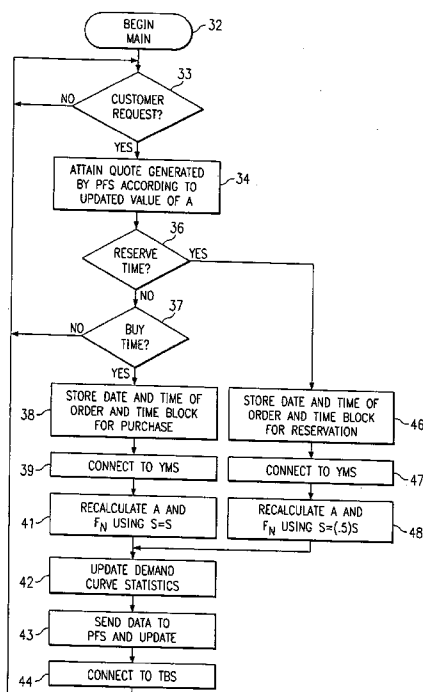 BEGIN
MAIN
32
33
CUSTOMER
REQUEST?
NO
YES
ATTAIN QUOTE GENERATED
BY PFS ACCORDING TO
UPDATED VALUE OF A
34
36
RESERVE
TIME?
YES
NO
37
BUY
TIME?
NO
YES
38
STORE DATE AND TIME OF
ORDER AND TIME BLOCK
FOR PURCHASE
STORE DATE AND TIME OF
ORDER AND TIME BLOCK
FOR RESERVATION
46
39
CONNECT TO YMS
CONNECT TO YMS
47
41
RECALCULATE A AND
FN USING S=S
RECALCULATE A AND
FN USING S=(.5)S
48
42
UPDATE DEMAND
CURVE STATISTICS
43
SEND DATA TO
PFS AND UPDATE
44
CONNECT TO TBS